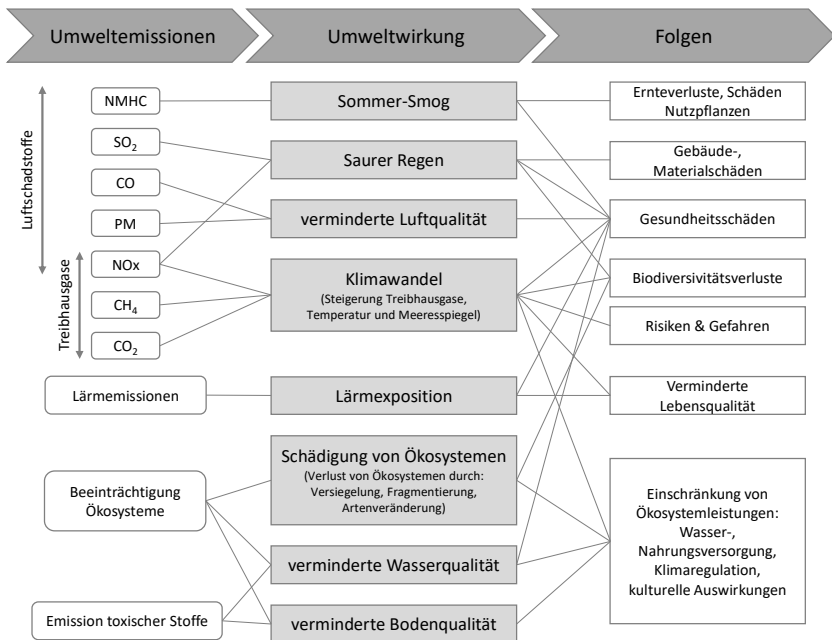 Umweltemissionen
Umweltwirkung
Folgen
Luftschadstoffe
Treibhausgase
NMHC
SO₂
CO
PM
NOx
CH₄
CO₂
Lärmemissionen
Beeinträchtigung
Ökosysteme
Emission toxischer Stoffe
Sommer-Smog
Saurer Regen
verminderte Luftqualität
Klimawandel
(Steigerung Treibhausgase,
Temperatur und Meeresspiegel)
Lärmexposition
Schädigung von Ökosystemen
(Verlust von Ökosystemen durch:
Versiegelung, Fragmentierung,
Artenveränderung)
verminderte Wasserqualität
verminderte Bodenqualität
Ernteverluste, Schäden
Nutzpflanzen
Gebäude-,
Materialschäden
Gesundheitsschäden
Biodiversitätsverluste
Risiken & Gefahren
Verminderte
Lebensqualität
Einschränkung von
Ökosystemleistungen:
Wasser-,
Nahrungsversorgung,
Klimaregulation,
kulturelle Auswirkungen